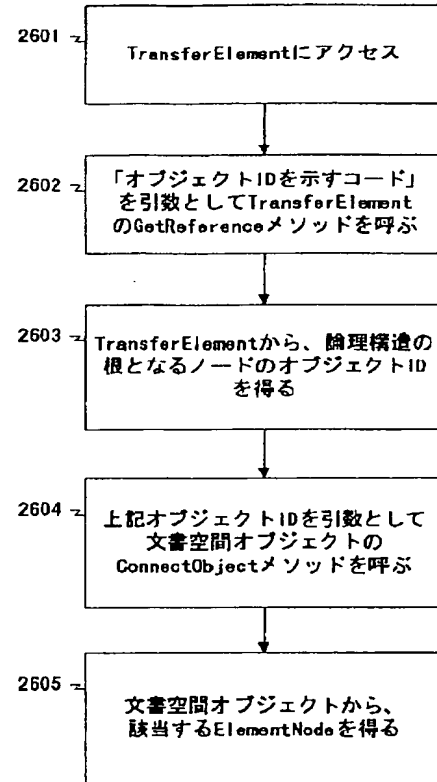 2601
TransferElementにアクセス
2602
「オブジェクトIDを示すコード」
を引数としてTransferElement
のGetReferenceメソッドを呼ぶ
2603
TransferElementから、論理構造の
根となるノードのオブジェクトID
を得る
2604
上記オブジェクトIDを引数として
文書空間オブジェクトの
ConnectObjectメソッドを呼ぶ
2605
文書空間オブジェクトから、
該当するElementNodeを得る